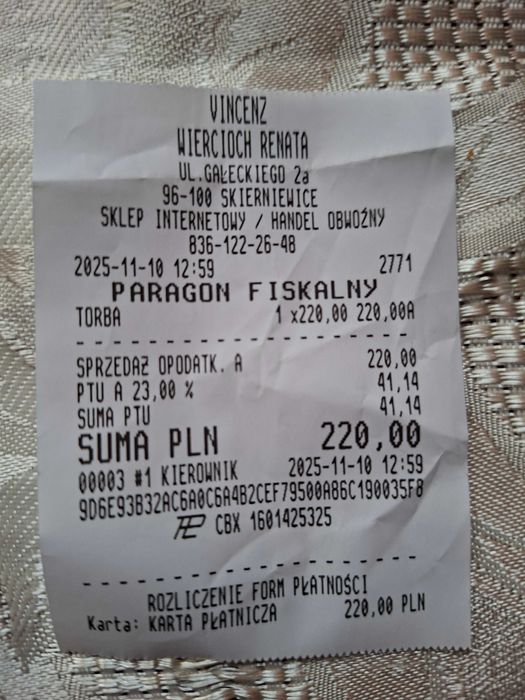 VINCENZ
WIERCIOCH RENATA
UL.GAŁECKIEGO 2a
96-100 SKIERNIEWICE
SKLEP INTERNETOWY / HANDEL OBWOŹNY
836-122-26-48
2025-11-10 12:59 2771
PARAGON FISKALNY
TORBA 1 x220,00 220,00A
SPRZEDAŻ OPODATK. A 220,00
PTU A 23,00 % 41,14
SUMA PTU 41,14
SUMA PLN 220,00
00003 #1 KIEROWNIK 2025-11-10 12:59
9D6E93B32AC6A0C6A4B2CEF79500A86C190035F8
PL CBX 1601425325
ROZLICZENIE FORM PŁATNOŚCI
Karta: KARTA PŁATNICZA 220,00 PLN